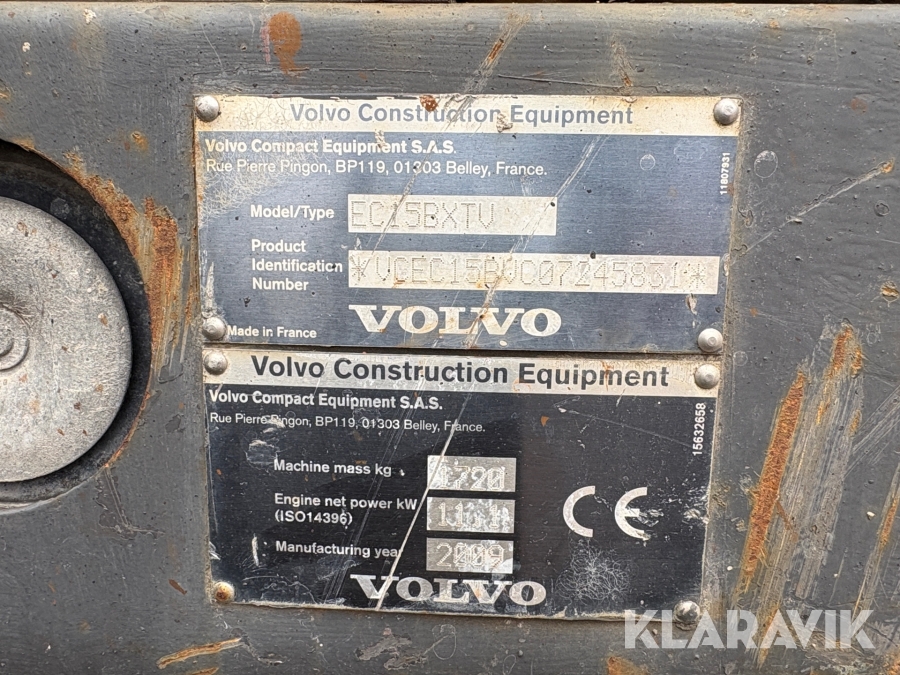 Volvo Construction Equipment
Volvo Compact Equipment S.A.S.
Rue Pierre Pingon, BP119, 01303 Belley, France.
11807931
Model/Type EC15BXTV
Product
Identification
Number
*VCEC15BVC07245831*
VOLVO
Made in France
Volvo Construction Equipment
Volvo Compact Equipment S.A.S.
Rue Pierre Pingon, BP119, 01303 Belley, France.
15632658
Machine mass kg
Engine net power kW
(ISO14396)
Manufacturing year 2009
CE
VOLVO
KLARAVIK